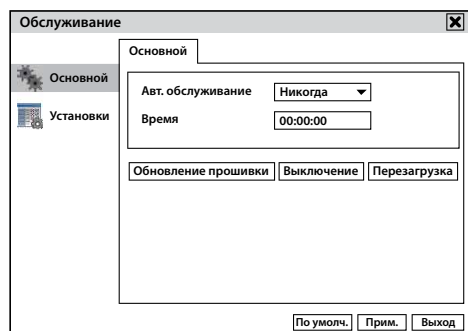 Обслуживание
Основной
Основной
Установки
Авт. обслуживание Никогда
Время 00:00:00
Обновление прошивки Выключение Перезагрузка
По умолч. Прим. Выход